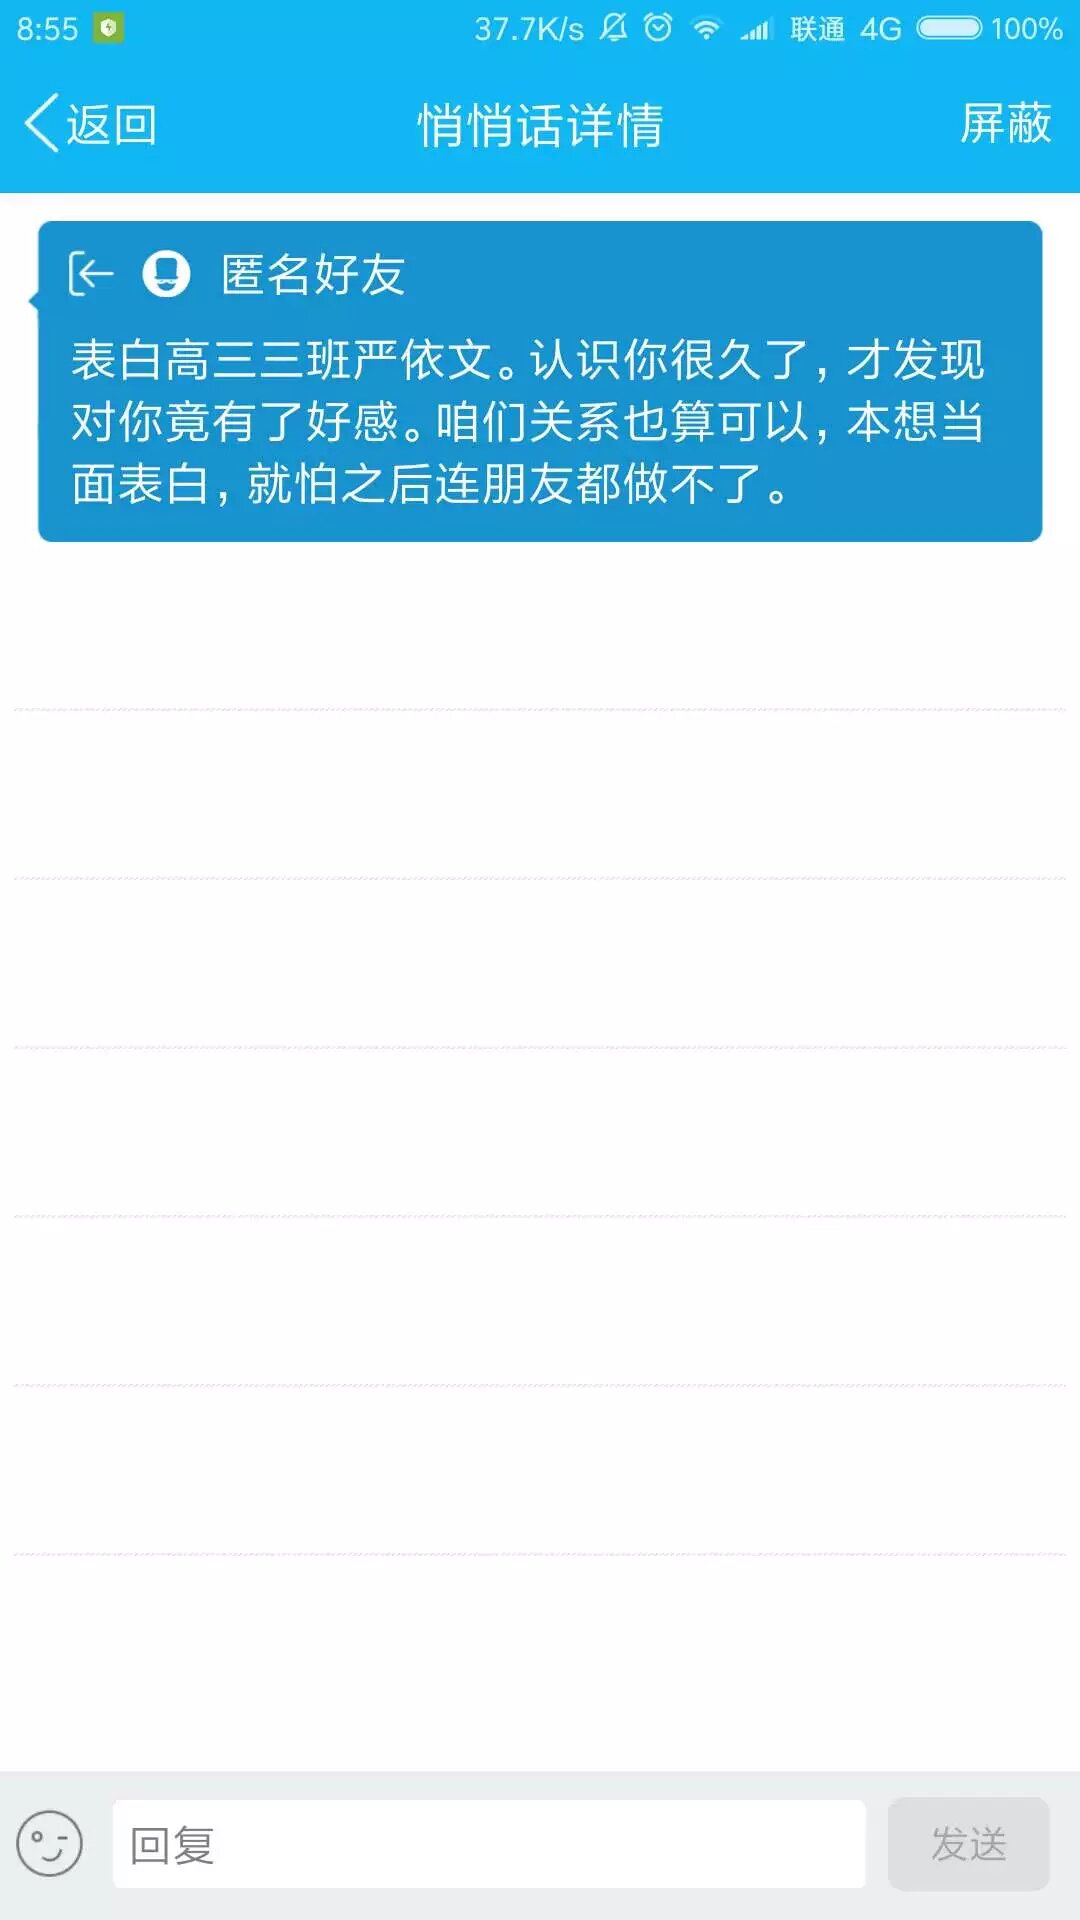 8:55 37.7K/s 联通 4G 100%
返回 悄悄话详情 屏蔽
匿名好友
表白高三三班严依文。认识你很久了，才发现
对你竟有了好感。咱们关系也算可以，本想当
面表白，就怕之后连朋友都做不了。
回复 发送